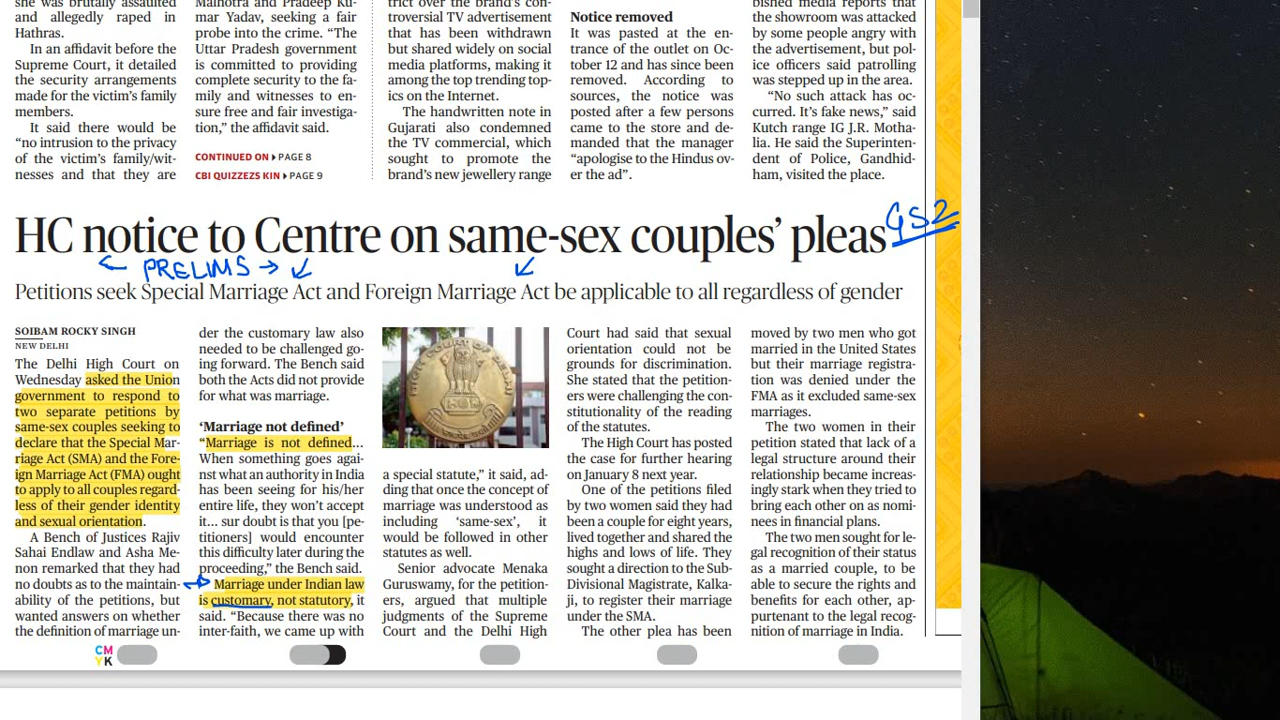 she was brutally assaulted
and allegedly raped in
Hathras.
In an affidavit before the
Supreme Court, it detailed
the security arrangements
made for the victim's family
members.
It said there would be
"no intrusion to the privacy
of the victim's family/wit-
nesses and that they are
Malhotra and Pradeep Ku-
mar Yadav, seeking a fair
probe into the crime. "The
Uttar Pradesh government
is committed to providing
complete security to the fa-
mily and witnesses to en-
sure free and fair investiga-
tion," the affidavit said.
CONTINUED ON ▸ PAGE 8
CBI QUIZZEZS KIN ▸ PAGE 9
trict over the brand's con-
troversial TV advertisement
that has been withdrawn
but shared widely on social
media platforms, making it
among the top trending top-
ics on the Internet.
The handwritten note in
Gujarati also condemned
the TV commercial, which
sought to promote the
brand's new jewellery range
Notice removed
It was pasted at the en-
trance of the outlet on Oc-
tober 12 and has since been
removed. According to
sources, the notice was
posted after a few persons
came to the store and de-
manded that the manager
"apologise to the Hindus ov-
er the ad".
bished media reports that
the showroom was attacked
by some people angry with
the advertisement, but pol-
ice officers said patrolling
was stepped up in the area.
"No such attack has oc-
curred. It's fake news," said
Kutch range IG J.R. Motha-
lia. He said the Superinten-
dent of Police, Gandhid-
ham, visited the place.
HC notice to Centre on same-sex couples' pleas
GS2
← PRELIMS →
Petitions seek Special Marriage Act and Foreign Marriage Act be applicable to all regardless of gender
SOIBAM ROCKY SINGH
NEW DELHI
The Delhi High Court on
Wednesday asked the Union
government to respond to
two separate petitions by
same-sex couples seeking to
declare that the Special Mar-
riage Act (SMA) and the Fore-
ign Marriage Act (FMA) ought
to apply to all couples regard-
less of their gender identity
and sexual orientation.
A Bench of Justices Rajiv
Sahai Endlaw and Asha Me-
non remarked that they had
no doubts as to the maintain-
ability of the petitions, but
wanted answers on whether
the definition of marriage un-
der the customary law also
needed to be challenged go-
ing forward. The Bench said
both the Acts did not provide
for what was marriage.
'Marriage not defined'
"Marriage is not defined...
When something goes agai-
nst what an authority in India
has been seeing for his/her
entire life, they won't accept
it... sur doubt is that you [pe-
titioners] would encounter
this difficulty later during the
proceeding," the Bench said.
Marriage under Indian law
is customary, not statutory, it
said. "Because there was no
inter-faith, we came up with
a special statute," it said, ad-
ding that once the concept of
marriage was understood as
including 'same-sex', it
would be followed in other
statutes as well.
Senior advocate Menaka
Guruswamy, for the petition-
ers, argued that multiple
judgments of the Supreme
Court and the Delhi High
Court had said that sexual
orientation could not be
grounds for discrimination.
She stated that the petition-
ers were challenging the con-
stitutionality of the reading
of the statutes.
The High Court has posted
the case for further hearing
on January 8 next year.
One of the petitions filed
by two women said they had
been a couple for eight years,
lived together and shared the
highs and lows of life. They
sought a direction to the Sub-
Divisional Magistrate, Kalka-
ji, to register their marriage
under the SMA.
The other plea has been
moved by two men who got
married in the United States
but their marriage registra-
tion was denied under the
FMA as it excluded same-sex
marriages.
The two women in their
petition stated that lack of a
legal structure around their
relationship became increas-
ingly stark when they tried to
bring each other on as nomi-
nees in financial plans.
The two men sought for le-
gal recognition of their status
as a married couple, to be
able to secure the rights and
benefits for each other, ap-
purtenant to the legal recog-
nition of marriage in India.
CM
YK